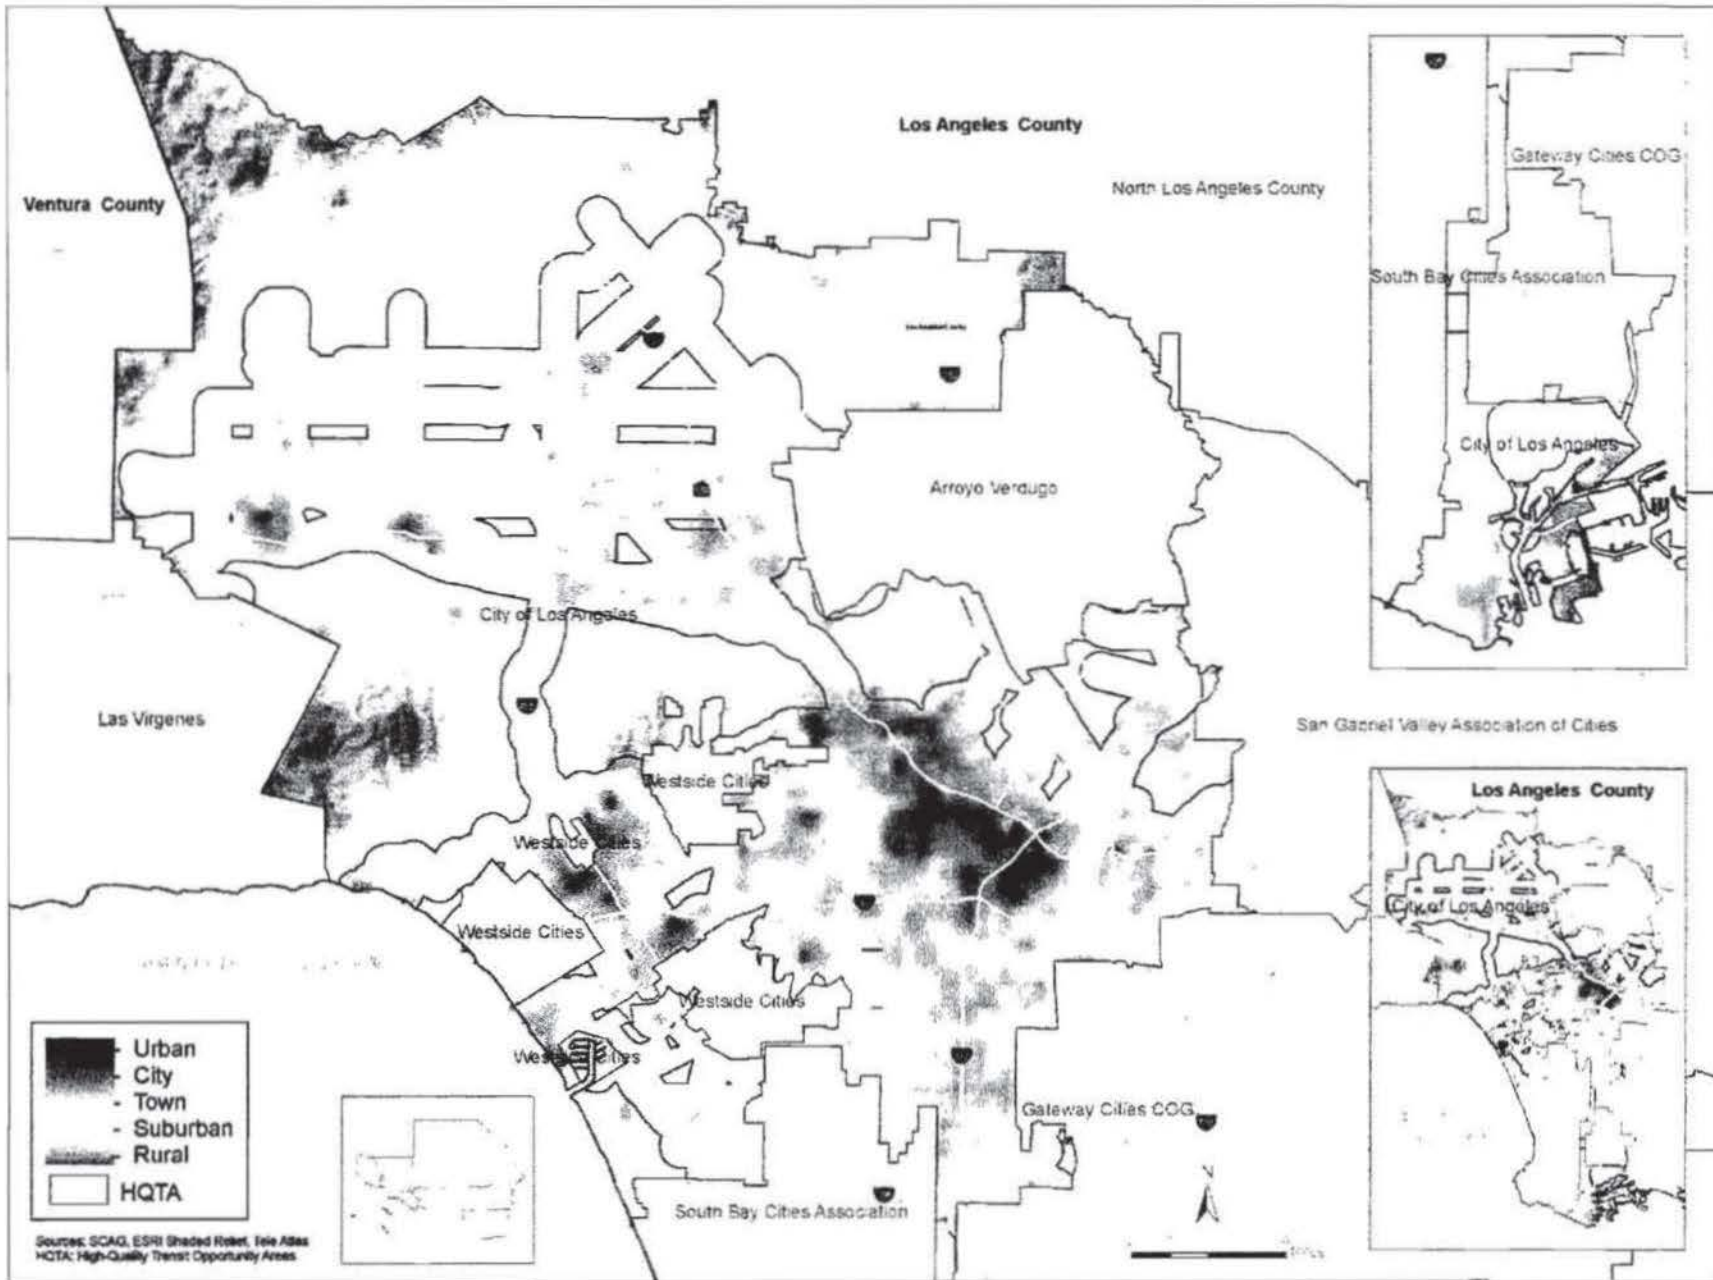 Los Angeles County
Gateway Cities COG
North Los Angeles County
Ventura County
South Bay Cities Association
City of Los Angeles
Arroyo Verdugo
City of Los Angeles
Las Virgenes
San Gabriel Valley Association of Cities
Westside Cities
Los Angeles County
Westside Cities
City of Los Angeles
Westside Cities
Westside Cities
Westside Cities
Urban
City
Town
Suburban
Rural
HQTA
Gateway Cities COG
N
South Bay Cities Association
Sources: SCAG, ESRI Shaded Relief, Tele Atlas
HQTA: High-Quality Transit Opportunity Areas